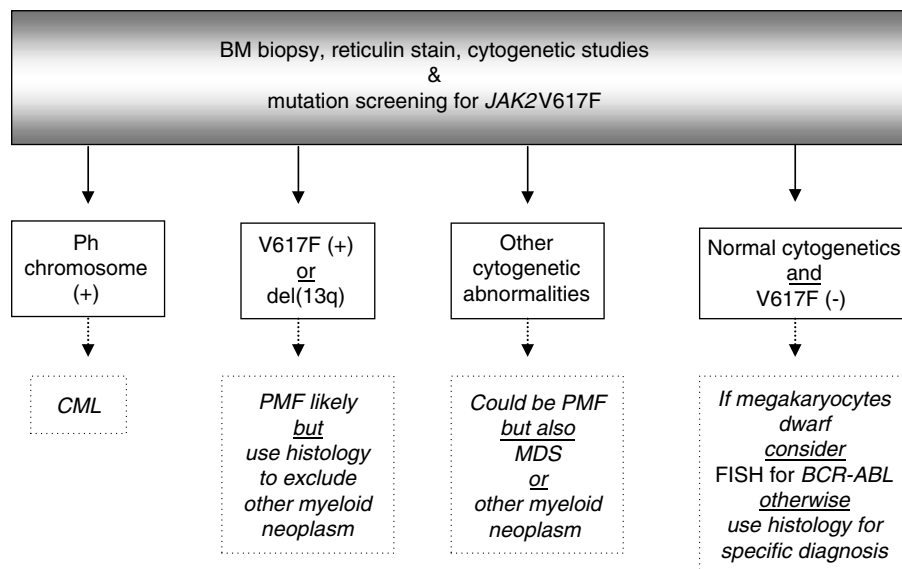 BM biopsy, reticulin stain, cytogenetic studies
&
mutation screening for JAK2V617F
Ph
chromosome
(+)
V617F (+)
or
del(13q)
Other
cytogenetic
abnormalities
Normal cytogenetics
and
V617F (-)
CML
PMF likely
but
use histology
to exclude
other myeloid
neoplasm
Could be PMF
but also
MDS
or
other myeloid
neoplasm
If megakaryocytes
dwarf
consider
FISH for BCR-ABL
otherwise
use histology for
specific diagnosis